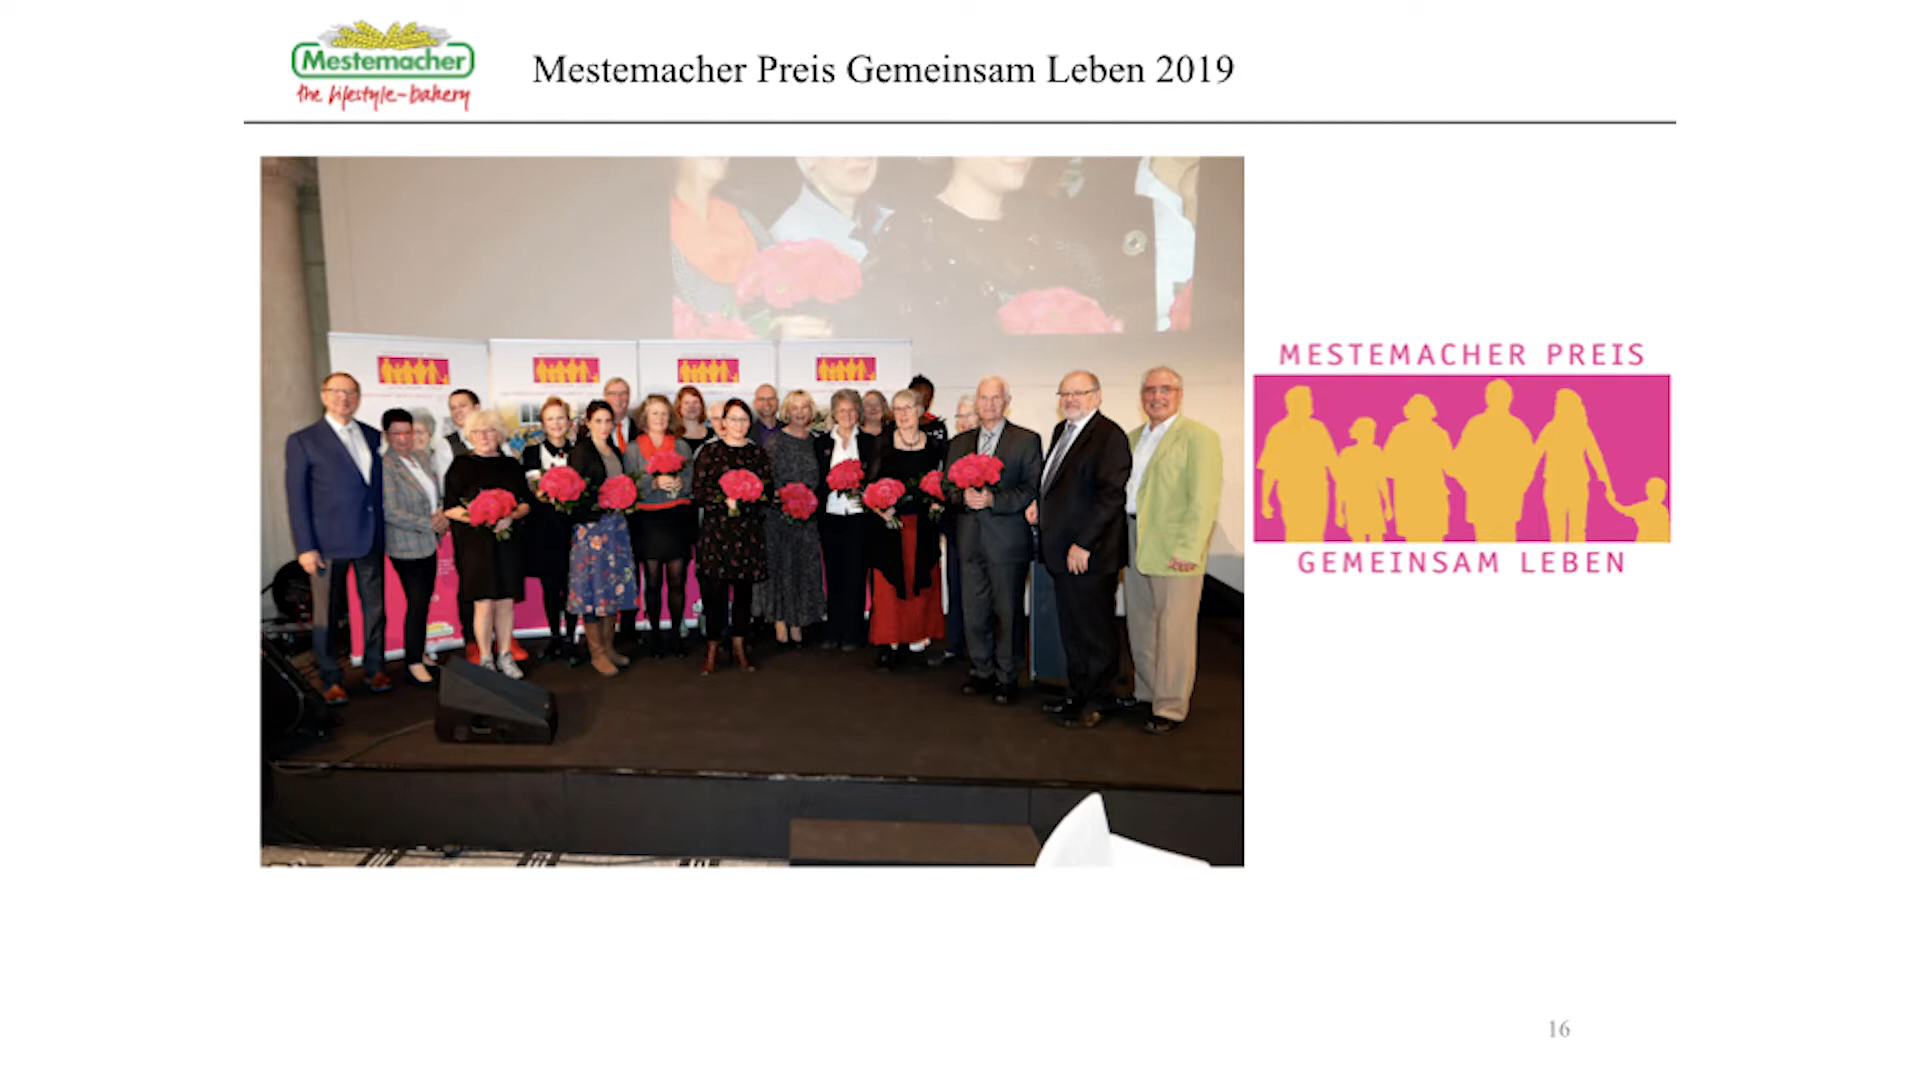 Mestemacher
the lifestyle-bakery
Mestemacher Preis Gemeinsam Leben 2019
MESTEMACHER PREIS
GEMEINSAM LEBEN
16